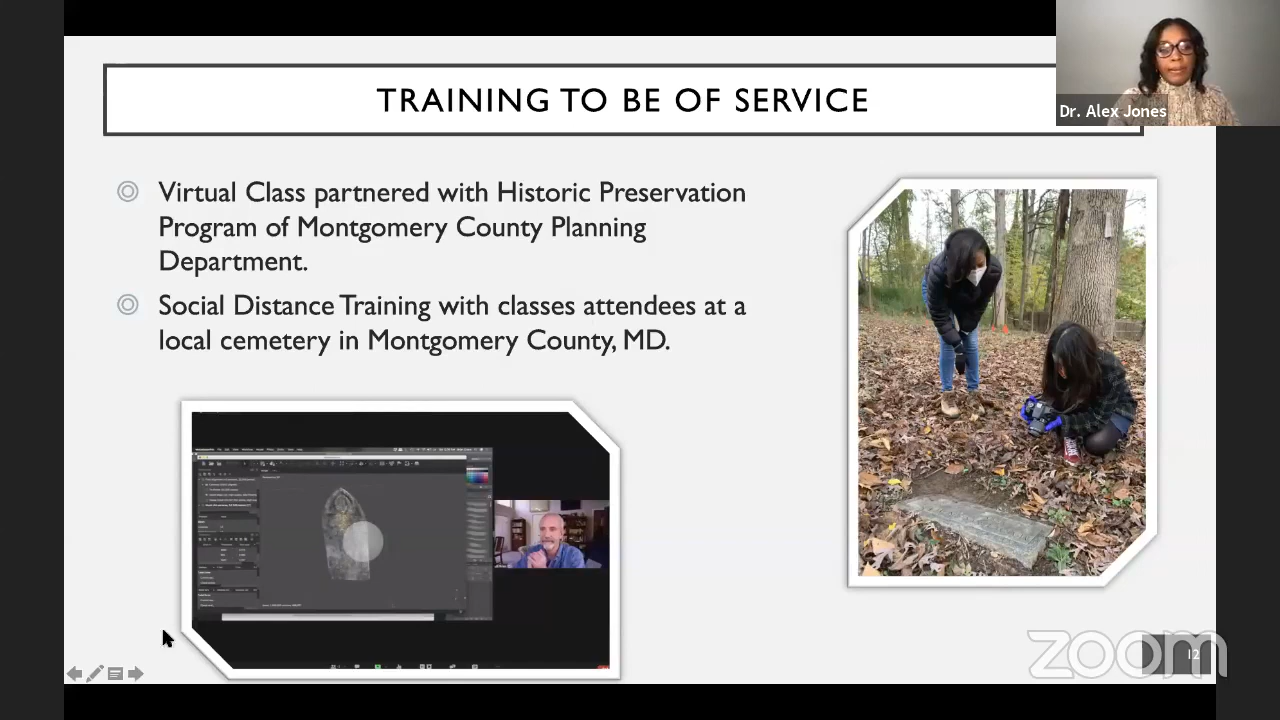 TRAINING TO BE OF SERVICE
Dr. Alex Jones
Virtual Class partnered with Historic Preservation
Program of Montgomery County Planning
Department.
Social Distance Training with classes attendees at a
local cemetery in Montgomery County, MD.
zoom
12